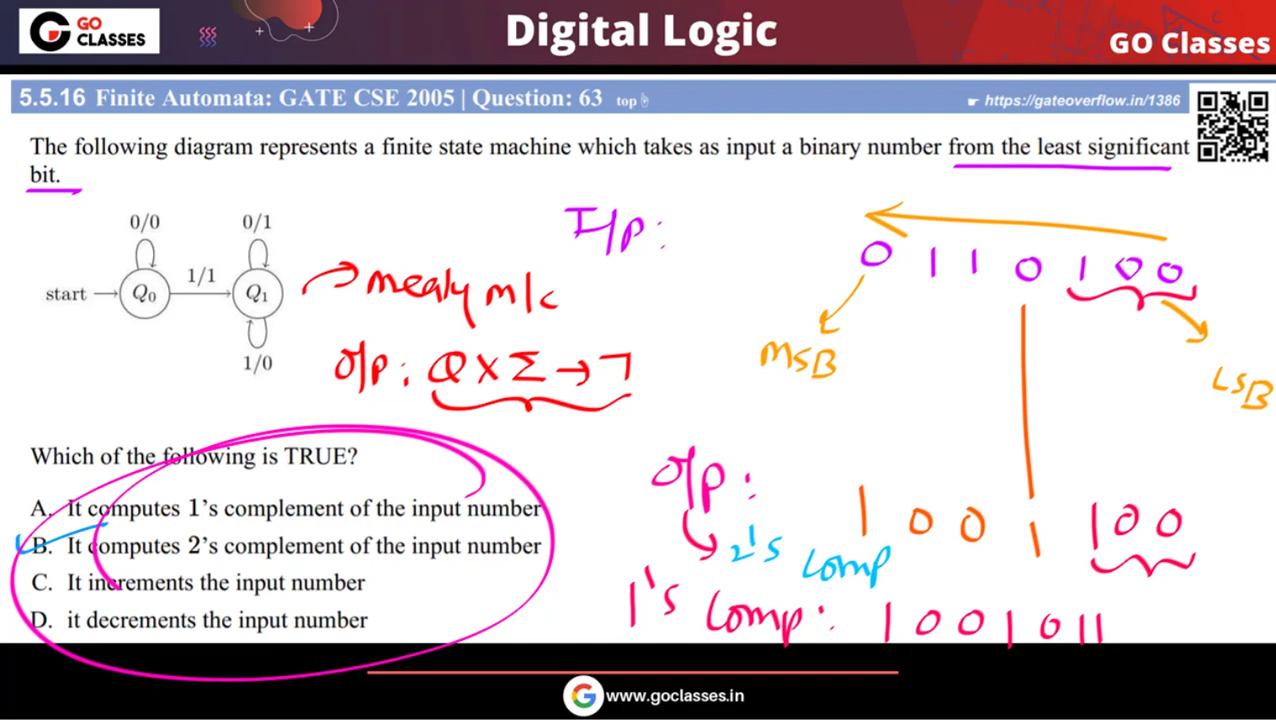 GO
CLASSES
Digital Logic
GO Classes
5.5.16 Finite Automata: GATE CSE 2005 | Question: 63 top☝
☛ https://gateoverflow.in/1386
The following diagram represents a finite state machine which takes as input a binary number from the least significant
bit.
0/0 0/1
start Q0 1/1 Q1
1/0
mealy m/c
O/P: Q X Σ → Γ
I/P:
0 1 1 0 1 0 0
MSB
LSB
Which of the following is TRUE?
A. It computes 1's complement of the input number
B. It computes 2's complement of the input number
C. It increments the input number
D. it decrements the input number
O/P:
1 0 0 1 1 0 0
2's comp
1's comp: 1 0 0 1 0 1 1
www.goclasses.in